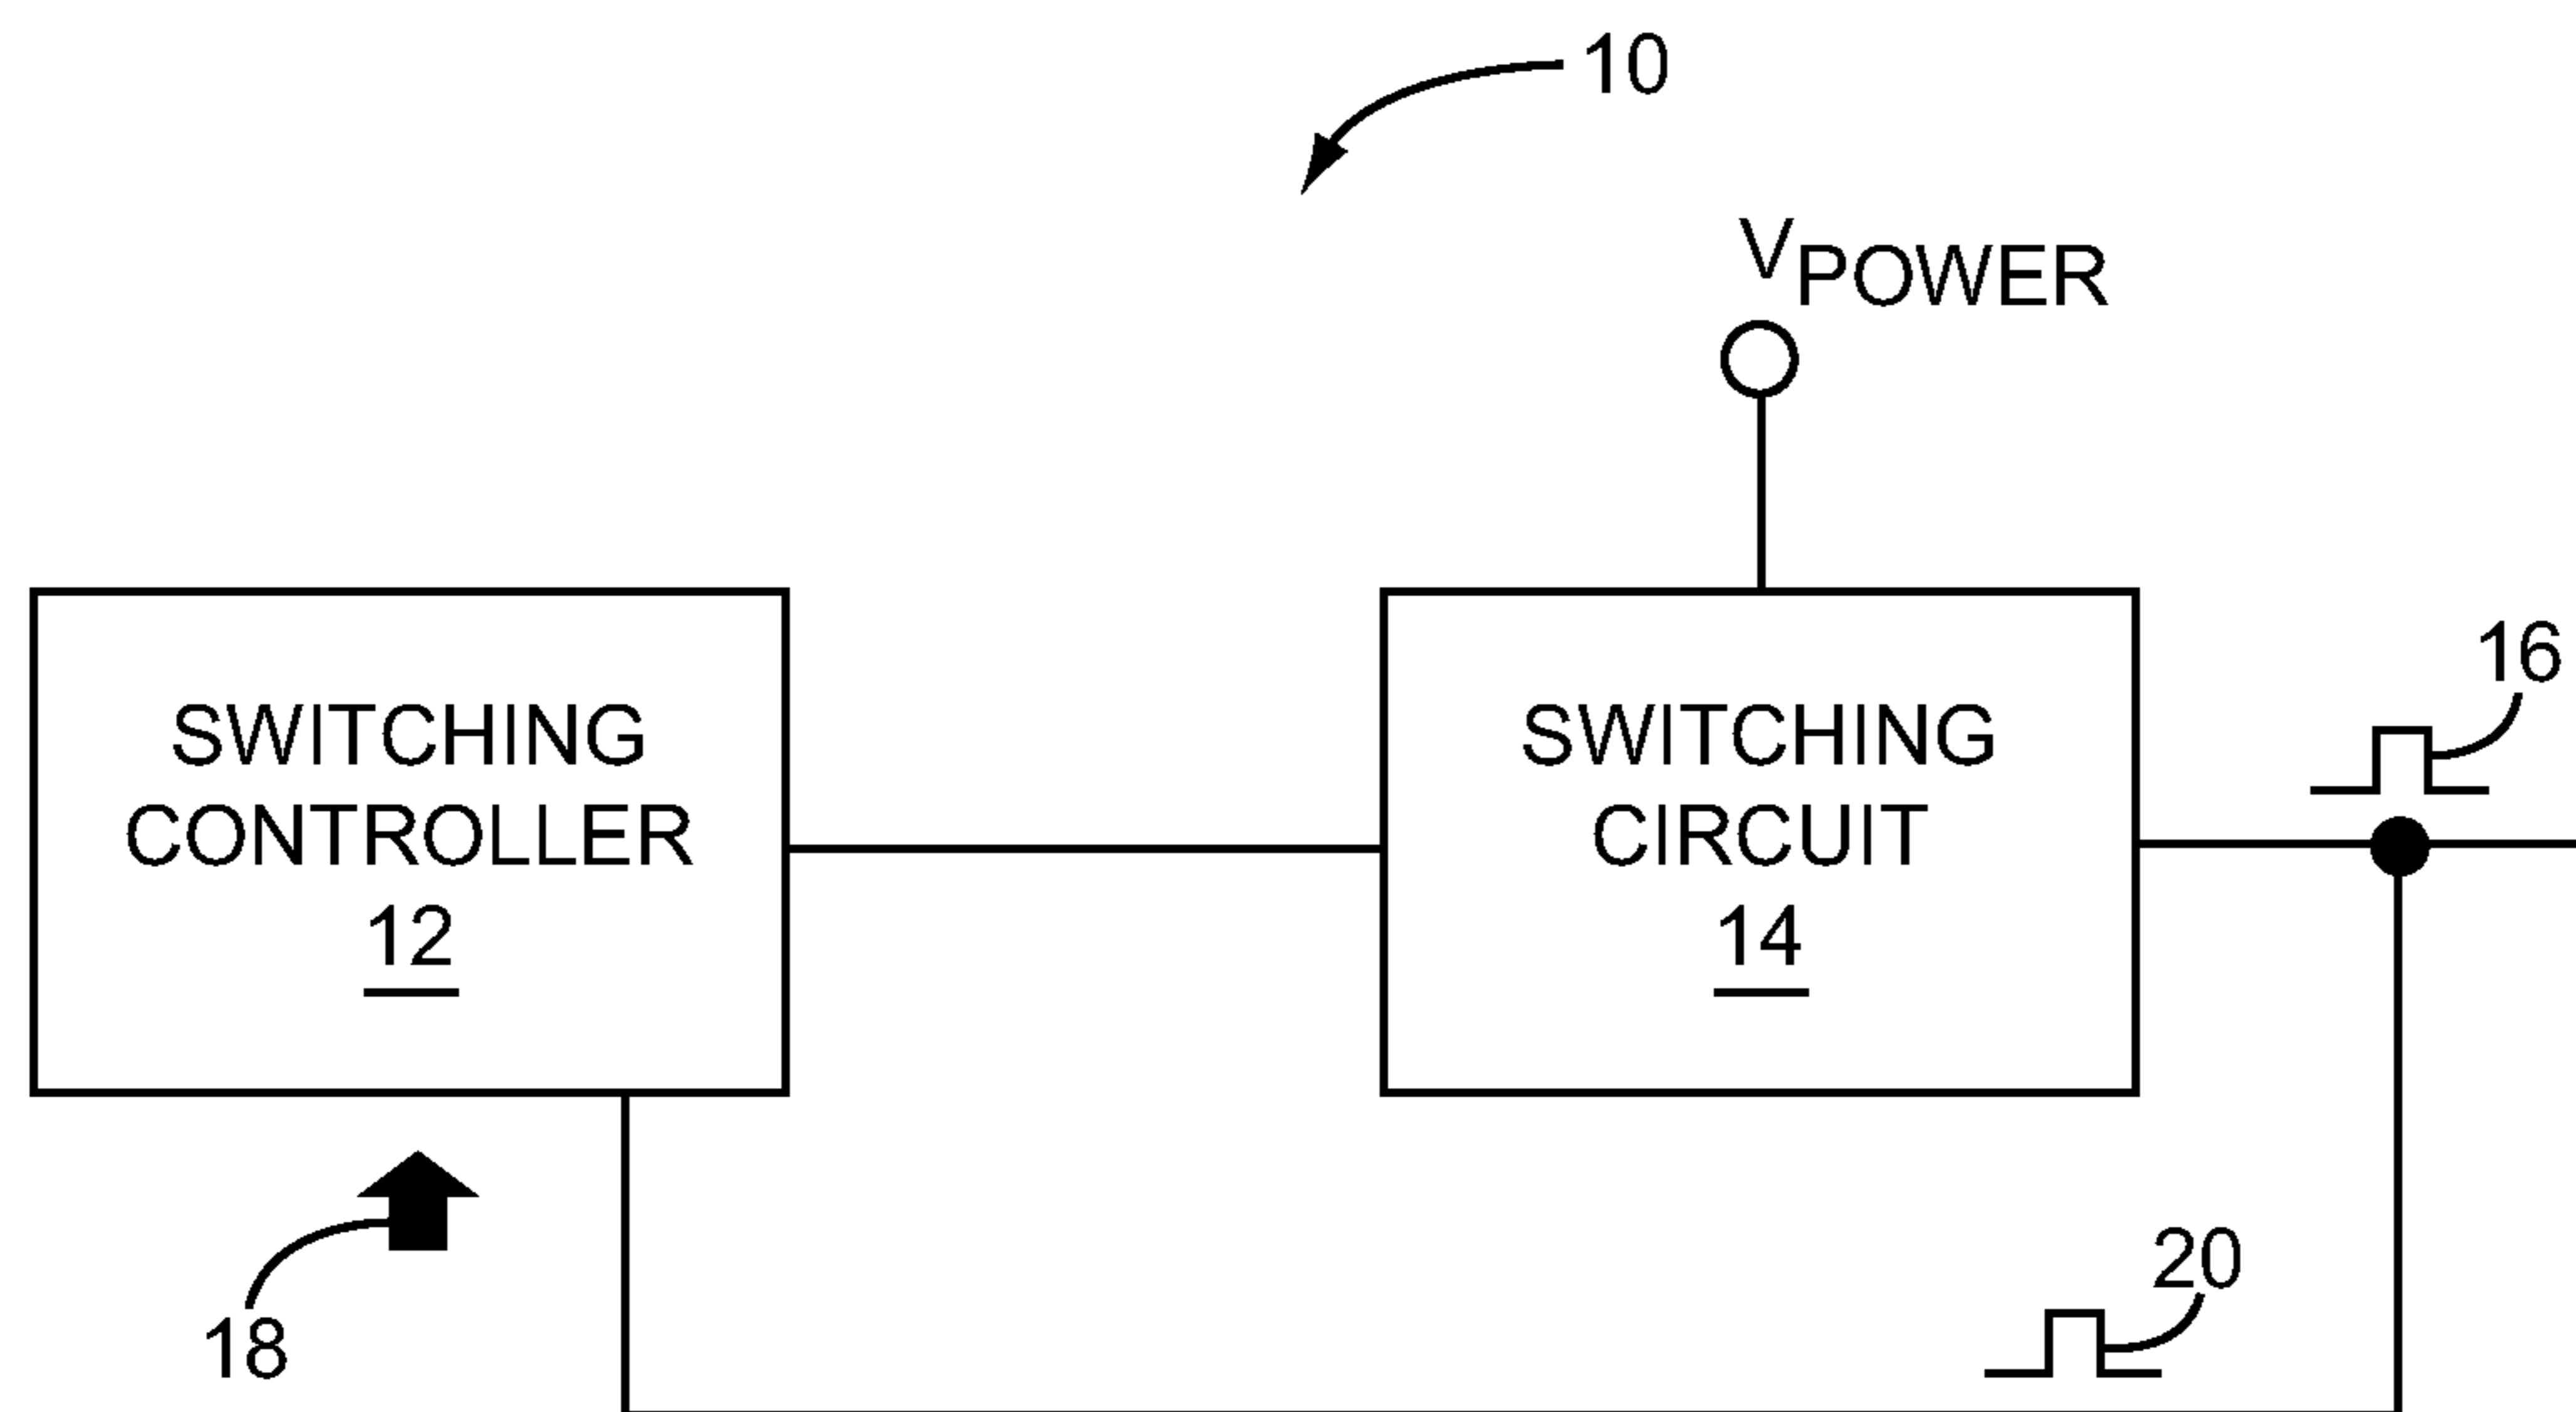 10
VPOWER
16
SWITCHING
CONTROLLER
12
SWITCHING
CIRCUIT
14
20
18